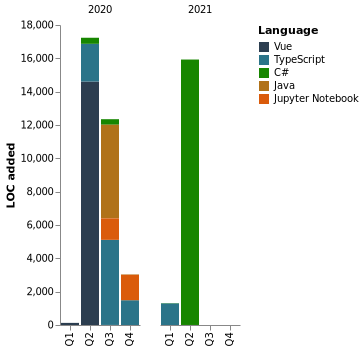 2020
2021
LOC added
18,000
16,000
14,000
12,000
10,000
8,000
6,000
4,000
2,000
0
Q1
Q2
Q3
Q4
Q1
Q2
Q3
Q4
Language
Vue
TypeScript
C#
Java
Jupyter Notebook